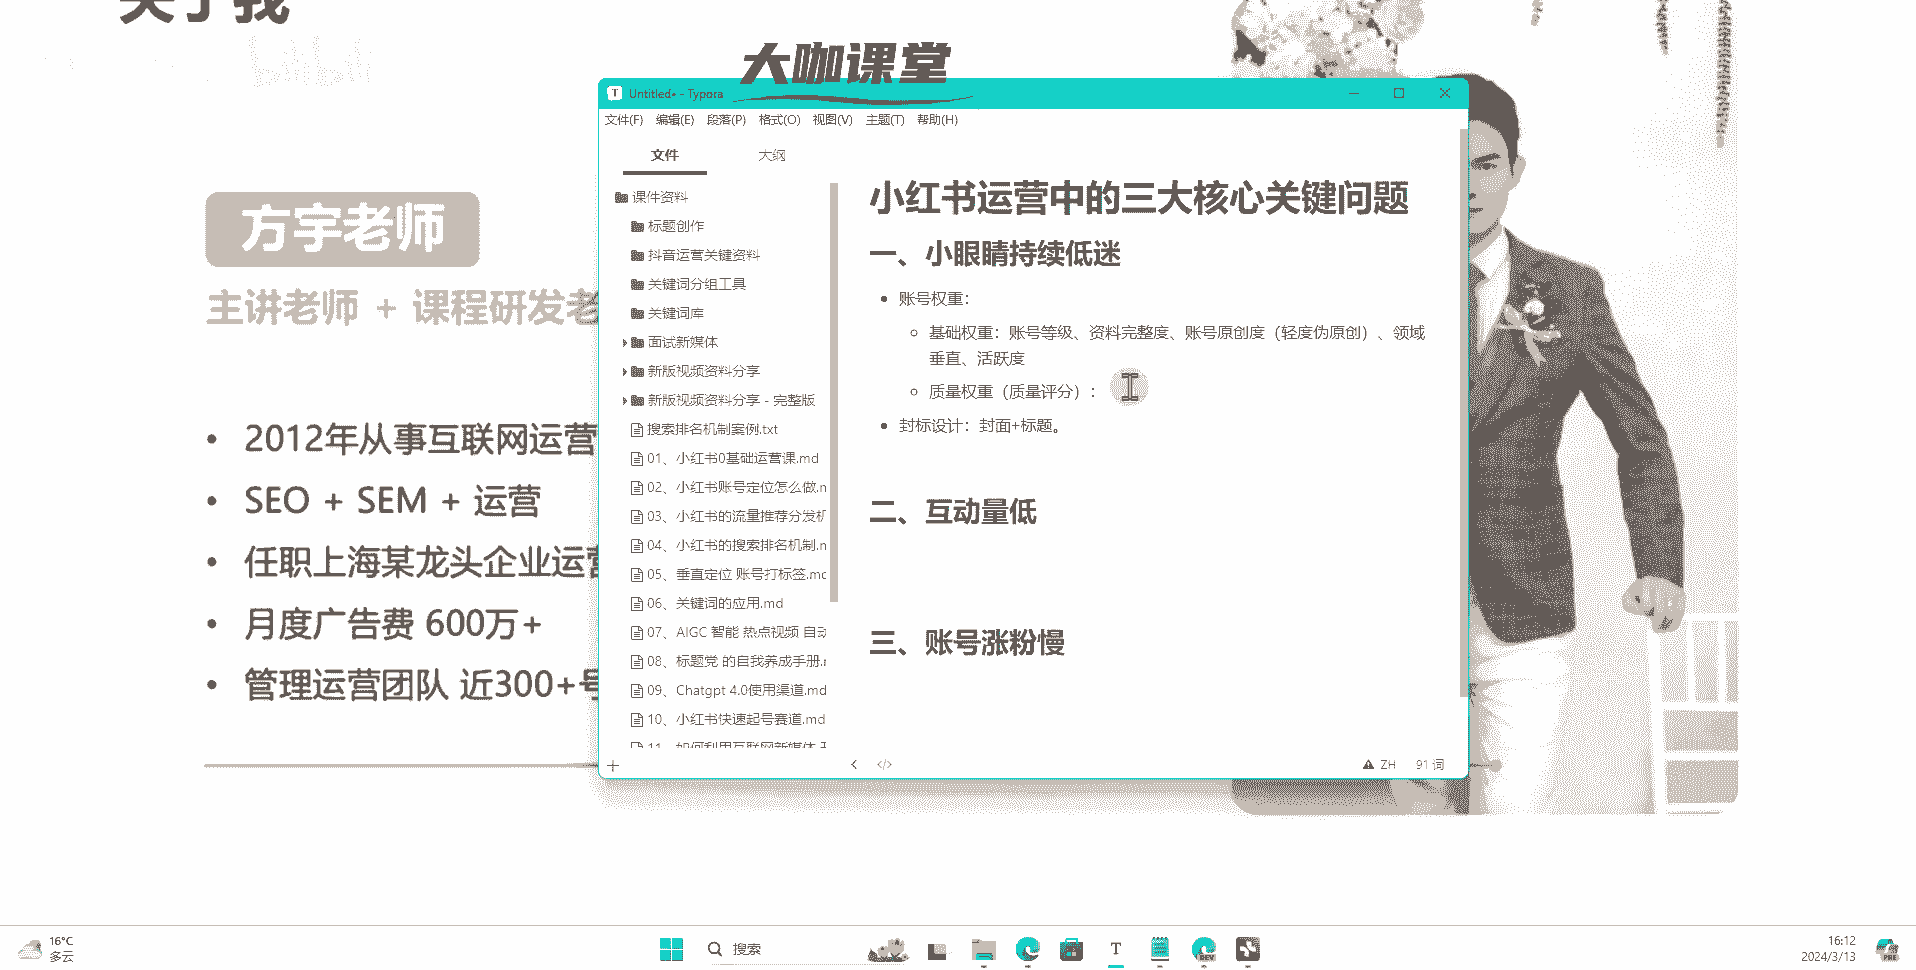 关于我
bilibili
大咖课堂
方宇老师
主讲老师 + 课程研发老
2012年从事互联网运营
SEO + SEM + 运营
任职上海某龙头企业运营
月度广告费 600万+
管理运营团队 近300+号
Untitled• - Typora
文件(F) 编辑(E) 段落(P) 格式(O) 视图(V) 主题(T) 帮助(H)
文件 大纲
课件资料
标题创作
抖音运营关键资料
关键词分组工具
关键词库
面试新媒体
新版视频资料分享
新版视频资料分享 - 完整版
搜索排名机制案例.txt
01、小红书0基础运营课.md
02、小红书账号定位怎么做.n
03、小红书的流量推荐分发机
04、小红书的搜索排名机制.n
05、垂直定位 账号打标签.mc
06、关键词的应用.md
07、AIGC 智能 热点视频 自动
08、标题党 的自我养成手册.r
09、Chatgpt 4.0使用渠道.md
10、小红书快速起号赛道.md
11、如何利用互联网新媒体 开
小红书运营中的三大核心关键问题
一、小眼睛持续低迷
账号权重：
基础权重：账号等级、资料完整度、账号原创度（轻度伪原创）、领域
垂直、活跃度
质量权重（质量评分）：
封标设计：封面+标题。
二、互动量低
三、账号涨粉慢
ZH 91 词
16°C
多云
搜索
16:12
2024/3/13